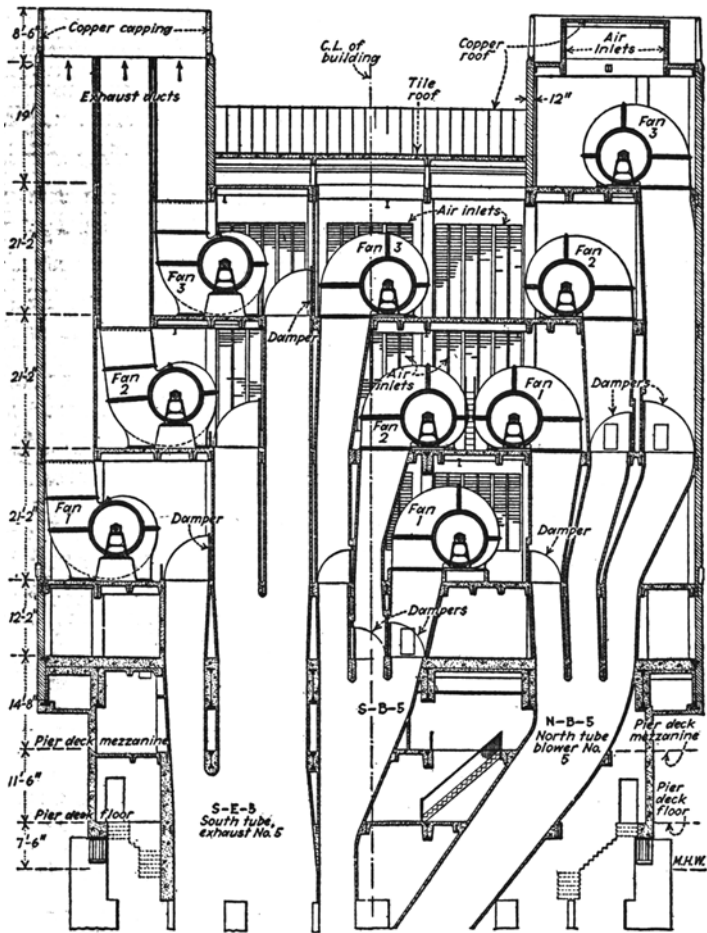 8'-6"
Copper capping
C.L. of
building
Copper
roof
Air
Inlets
Exhaust ducts
Tile
roof
12"
Fan
3
19'
21'-2"
Air inlets
Fan
3
Fan
3
Fan
2
Damper
21'-2"
Fan
2
Air
inlets
Fan
2
Fan
1
Dampers
21'-2"
Fan
1
Damper
Fan
1
Damper
12'-2"
Dampers
14'-8"
S-B-5
N-B-5
North tube
blower No.
5
Pier deck mezzanine
Pier
deck
mezzanine
11'-6"
S-E-5
South tube,
exhaust No. 5
Pier deck floor
Pier
deck
floor
7'-6"
M.H.W.